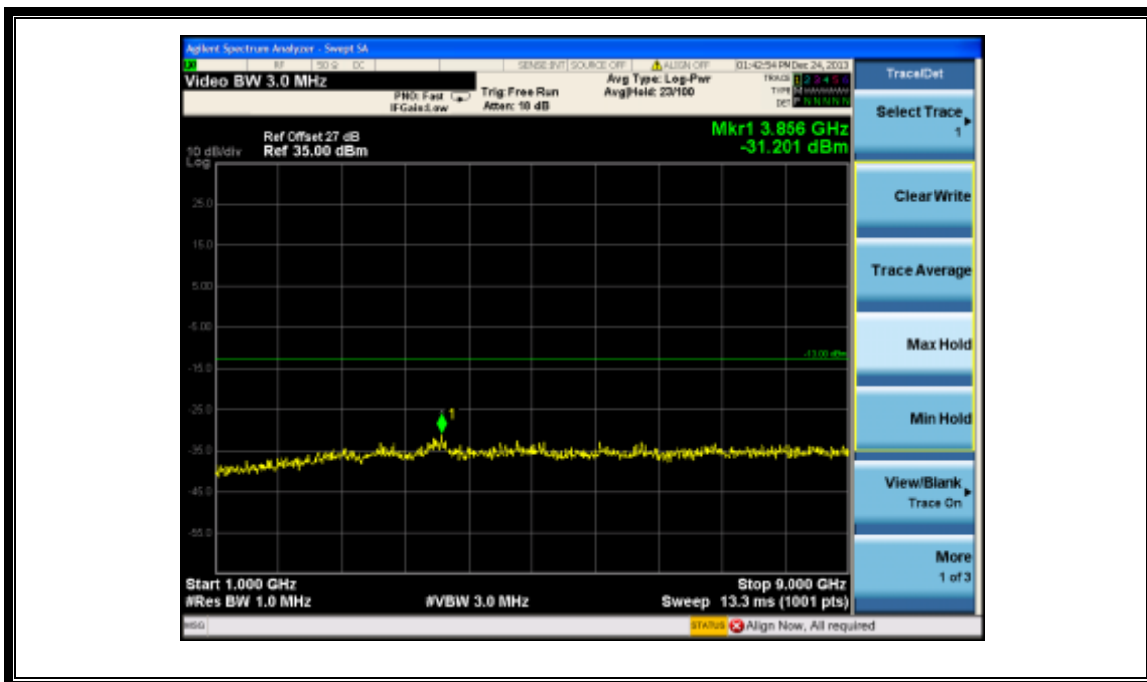 Agilent Spectrum Analyzer - Swept SA
RF 50 Ω DC SENSE:INT SOURCE OFF ALIGN OFF 01:42:54 PM Dec 24, 2013
Video BW 3.0 MHz
PNO: Fast
IFGain:Low
Trig: Free Run
Atten: 18 dB
Avg Type: Log-Pwr
Avg|Hold: 23/100
TRACE 1 2 3 4 5 6
TYPE
DET P N N N N N
Mkr1 3.856 GHz
-31.201 dBm
Ref Offset 27 dB
10 dB/div Ref 35.00 dBm
Log
25.0
15.0
5.00
-5.00
-13.00 dBm
-15.0
-25.0
1
-35.0
-45.0
-55.0
Start 1.000 GHz Stop 9.000 GHz
#Res BW 1.0 MHz #VBW 3.0 MHz Sweep 13.3 ms (1001 pts)
MSG STATUS Align Now, All required
Trace/Det
Select Trace
1
Clear Write
Trace Average
Max Hold
Min Hold
View/Blank
Trace On
More
1 of 3